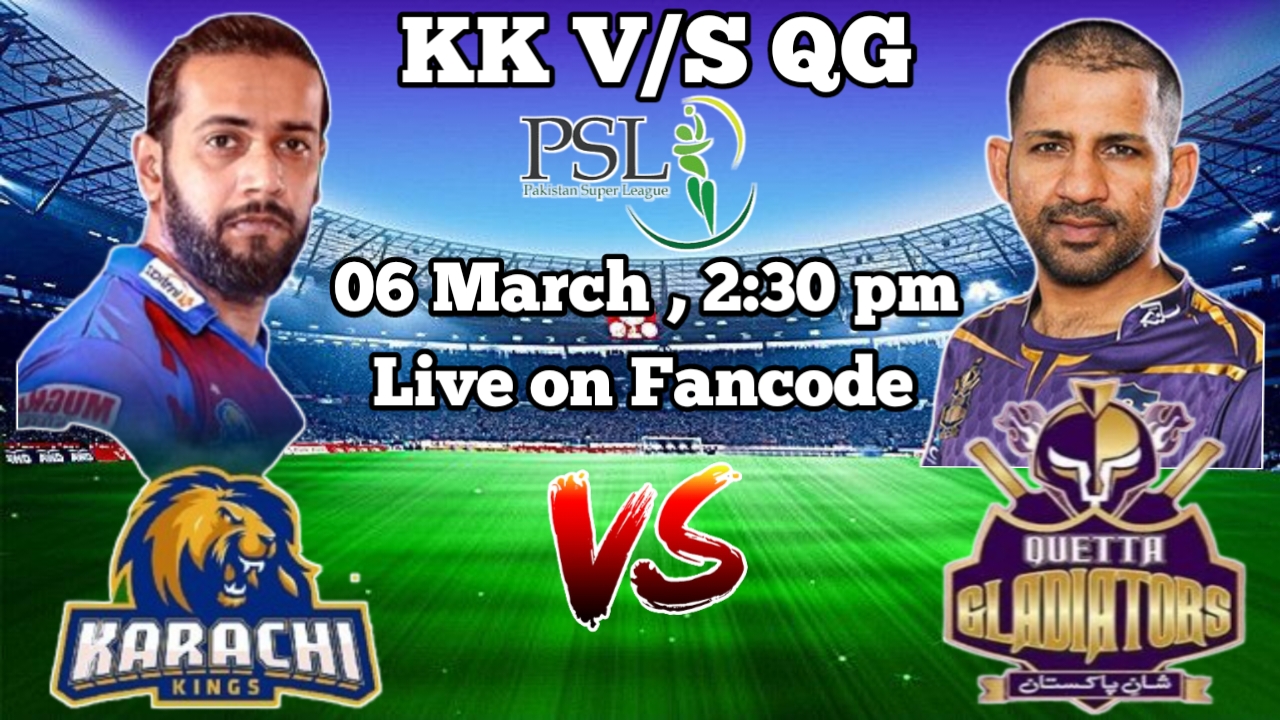 KK V/S QG
PSL
Pakistan Super League
06 March , 2:30 pm
Live on Fancode
VS
KARACHI
KINGS
QUETTA
GLADIATORS
شان پاکستان